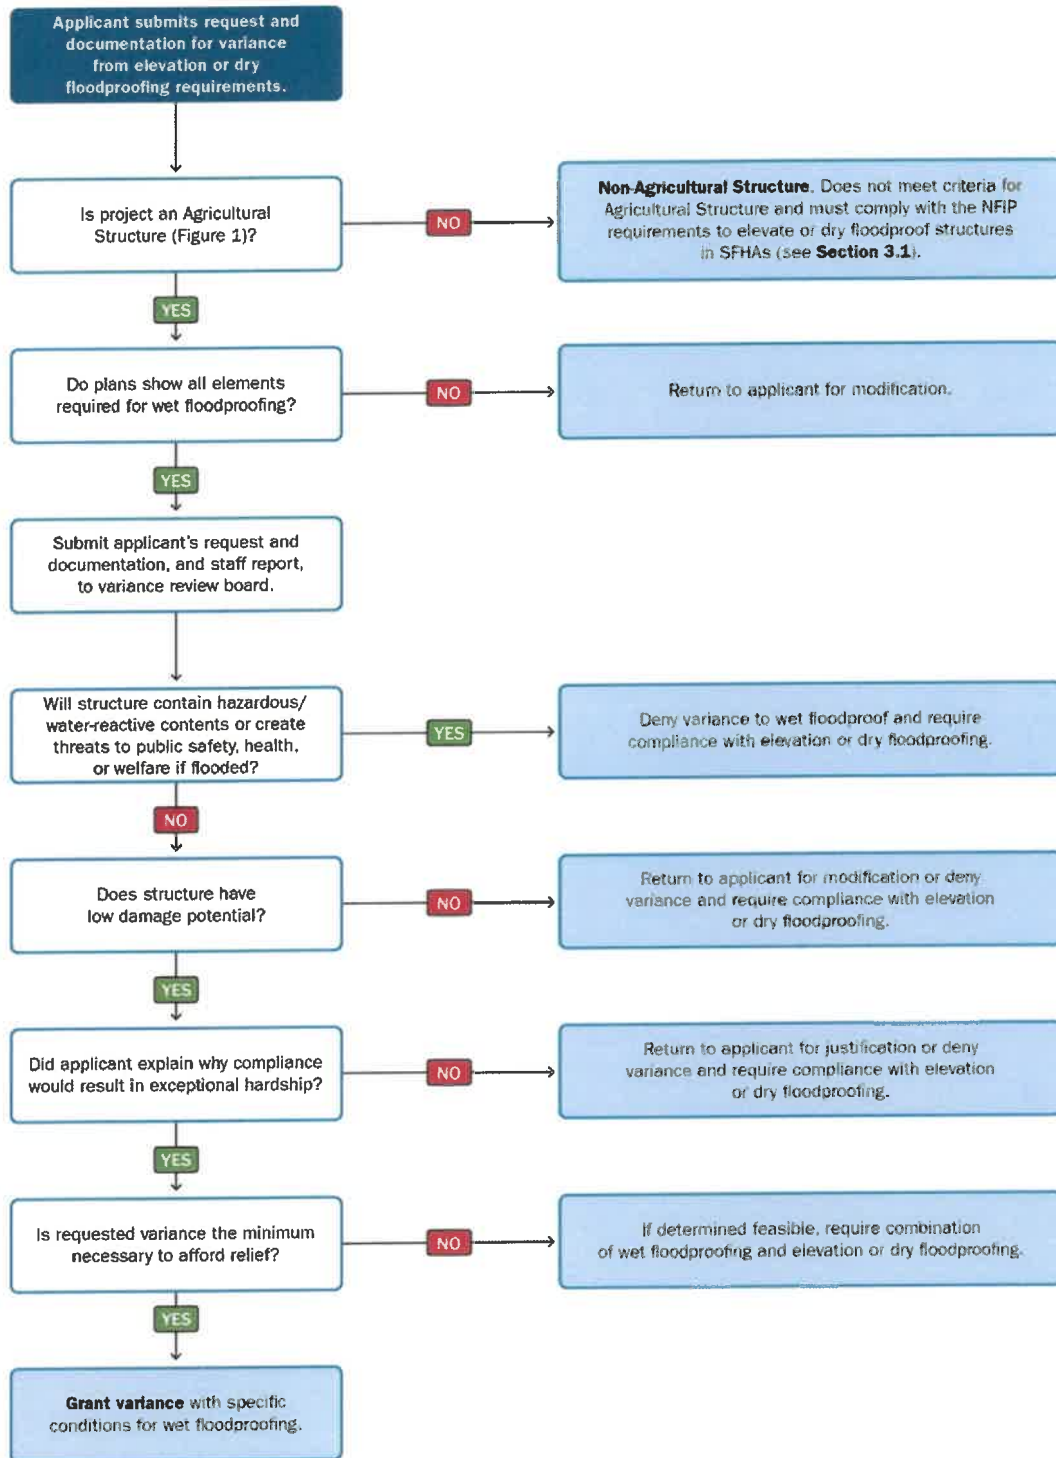 Applicant submits request and
documentation for variance
from elevation or dry
floodproofing requirements.
Is project an Agricultural
Structure (Figure 1)?
NO
Non-Agricultural Structure. Does not meet criteria for
Agricultural Structure and must comply with the NFIP
requirements to elevate or dry floodproof structures
in SFHAs (see Section 3.1).
YES
Do plans show all elements
required for wet floodproofing?
NO
Return to applicant for modification.
YES
Submit applicant's request and
documentation, and staff report,
to variance review board.
Will structure contain hazardous/
water-reactive contents or create
threats to public safety, health,
or welfare if flooded?
YES
Deny variance to wet floodproof and require
compliance with elevation or dry floodproofing.
NO
Does structure have
low damage potential?
NO
Return to applicant for modification or deny
variance and require compliance with elevation
or dry floodproofing.
YES
Did applicant explain why compliance
would result in exceptional hardship?
NO
Return to applicant for justification or deny
variance and require compliance with elevation
or dry floodproofing.
YES
Is requested variance the minimum
necessary to afford relief?
NO
If determined feasible, require combination
of wet floodproofing and elevation or dry floodproofing.
YES
Grant variance with specific
conditions for wet floodproofing.